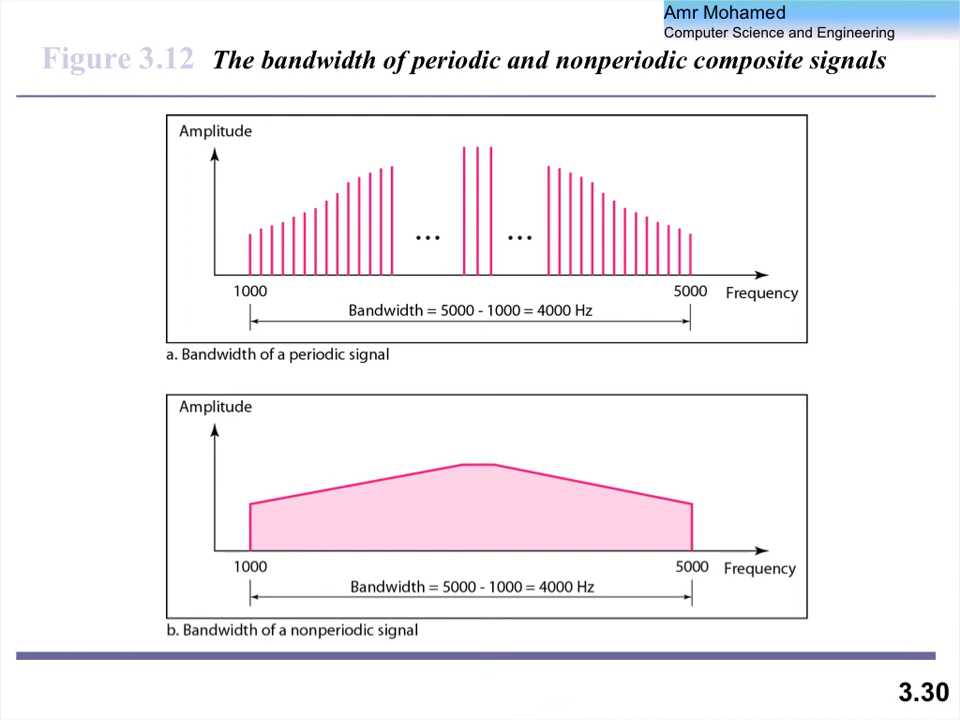 Amr Mohamed
Computer Science and Engineering
Figure 3.12 The bandwidth of periodic and nonperiodic composite signals
Amplitude
... ...
1000 5000 Frequency
Bandwidth = 5000 - 1000 = 4000 Hz
a. Bandwidth of a periodic signal
Amplitude
1000 5000 Frequency
Bandwidth = 5000 - 1000 = 4000 Hz
b. Bandwidth of a nonperiodic signal
3.30